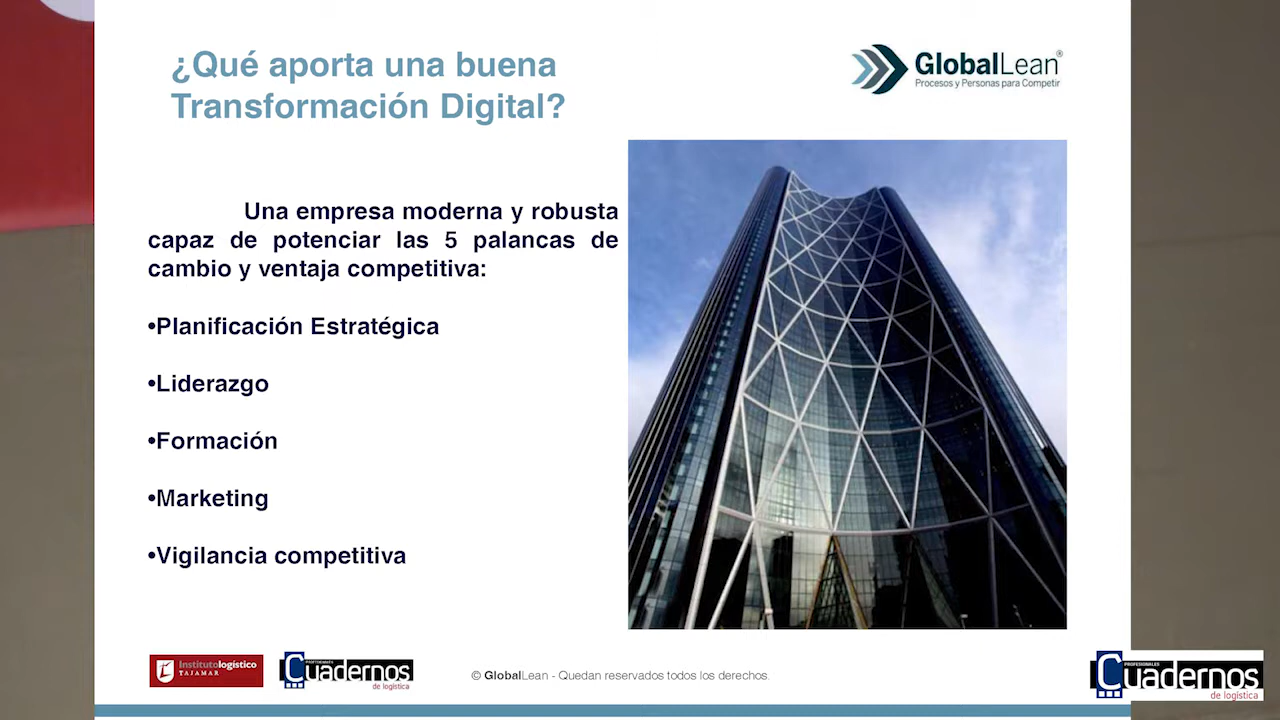 ¿Qué aporta una buena
Transformación Digital?
GlobalLean®
Procesos y Personas para Competir
Una empresa moderna y robusta
capaz de potenciar las 5 palancas de
cambio y ventaja competitiva:
•Planificación Estratégica
•Liderazgo
•Formación
•Marketing
•Vigilancia competitiva
Institutologístico
TAJAMAR
PROFESIONALES
Cuadernos
de logística
© GlobalLean - Quedan reservados todos los derechos.
PROFESIONALES
Cuadernos
de logística